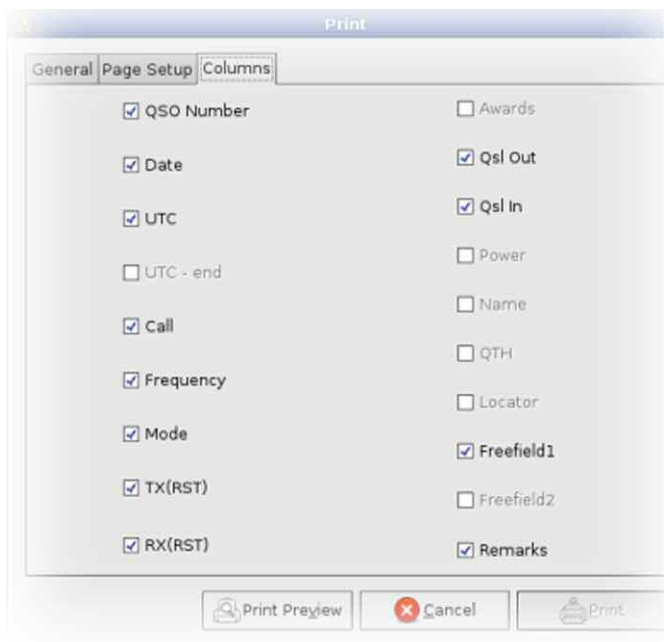 Print
General Page Setup Columns
QSO Number
Date
UTC
UTC - end
Call
Frequency
Mode
TX(RST)
RX(RST)
Awards
Qsl Out
Qsl In
Power
Name
QTH
Locator
Freefield1
Freefield2
Remarks
Print Preview Cancel Print